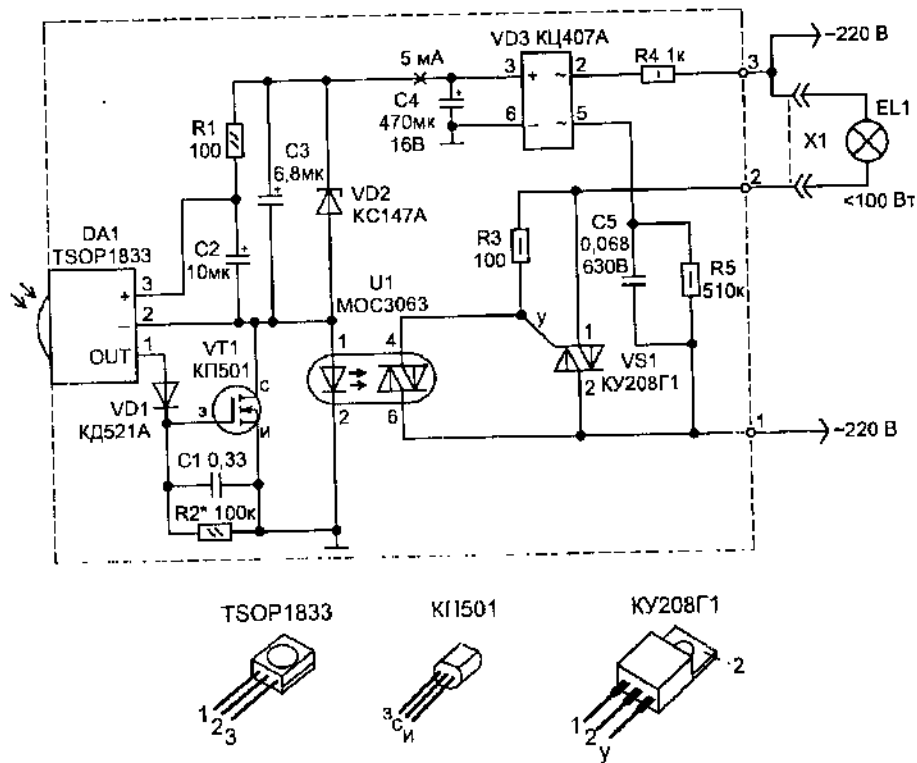 VD3 КЦ407А
R4 1к
3
~220 В
5 мА
3
+
~
2
C4
470мк
16В
+
6
–
~
5
EL1
X1
<100 Вт
R1
100
C3
6,8мк
+
VD2
КС147А
2
DA1
TSOP1833
C2
10мк
+
R3
100
C5
0,068
630В
R5
510к
3
+
2
–
OUT
1
U1
MOC3063
1
4
2
6
у
1
2
VS1
КУ208Г1
VT1
КП501
с
з
и
VD1
КД521А
1
~220 В
C1 0,33
R2* 100к
TSOP1833
КП501
КУ208Г1
1
2
3
з
с
и
1
2
у
2